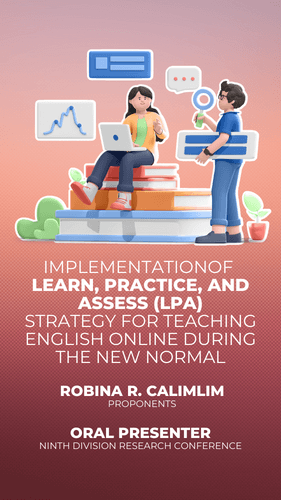 IMPLEMENTATIONOF
LEARN, PRACTICE, AND
ASSESS (LPA)
STRATEGY FOR TEACHING
ENGLISH ONLINE DURING
THE NEW NORMAL
ROBINA R. CALIMLIM
PROPONENTS
ORAL PRESENTER
NINTH DIVISION RESEARCH CONFERENCE